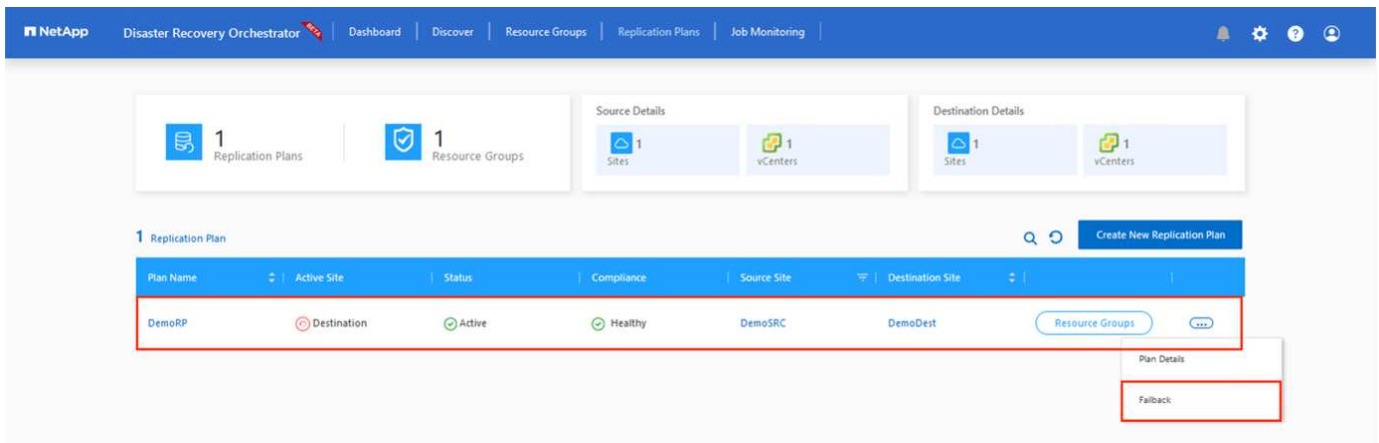 NetApp Disaster Recovery Orchestrator BETA Dashboard Discover Resource Groups Replication Plans Job Monitoring
1
Replication Plans
1
Resource Groups
Source Details
1
Sites
1
vCenters
Destination Details
1
Sites
1
vCenters
1 Replication Plan
Create New Replication Plan
Plan Name Active Site Status Compliance Source Site Destination Site
DemoRP Destination Active Healthy DemoSRC DemoDest Resource Groups
Plan Details
Failback